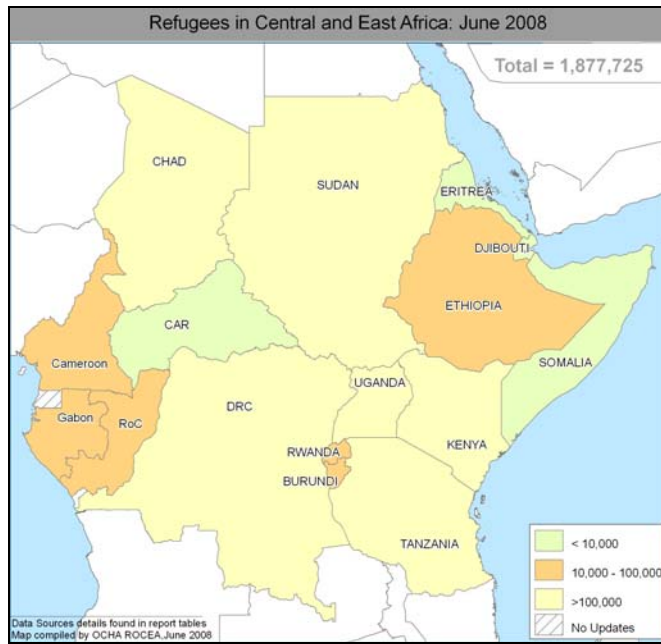 Refugees in Central and East Africa: June 2008
Total = 1,877,725
CHAD
SUDAN
ERITREA
DJIBOUTI
ETHIOPIA
CAR
SOMALIA
Cameroon
UGANDA
DRC
Gabon
RoC
KENYA
RWANDA
BURUNDI
TANZANIA
< 10,000
10,000 - 100,000
>100,000
No Updates
Data Sources details found in report tables
Map compiled by OCHA ROCEA,June 2008